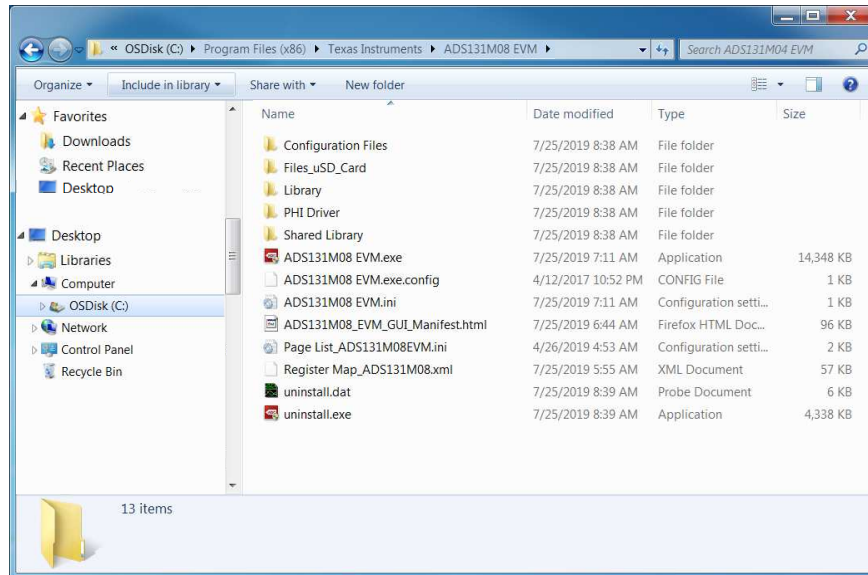 « OSDisk (C:) ▸ Program Files (x86) ▸ Texas Instruments ▸ ADS131M08 EVM ▸
Search ADS131M04 EVM
Organize ▾ Include in library ▾ Share with ▾ New folder
Favorites
Downloads
Recent Places
Desktop
Desktop
Libraries
Computer
OSDisk (C:)
Network
Control Panel
Recycle Bin
Name Date modified Type Size
Configuration Files 7/25/2019 8:38 AM File folder
Files_uSD_Card 7/25/2019 8:38 AM File folder
Library 7/25/2019 8:38 AM File folder
PHI Driver 7/25/2019 8:38 AM File folder
Shared Library 7/25/2019 8:38 AM File folder
ADS131M08 EVM.exe 7/25/2019 7:11 AM Application 14,348 KB
ADS131M08 EVM.exe.config 4/12/2017 10:52 PM CONFIG File 1 KB
ADS131M08 EVM.ini 7/25/2019 7:11 AM Configuration setti... 1 KB
ADS131M08_EVM_GUI_Manifest.html 7/25/2019 6:44 AM Firefox HTML Doc... 96 KB
Page List_ADS131M08EVM.ini 4/26/2019 4:53 AM Configuration setti... 2 KB
Register Map_ADS131M08.xml 7/25/2019 5:55 AM XML Document 57 KB
uninstall.dat 7/25/2019 8:39 AM Probe Document 6 KB
uninstall.exe 7/25/2019 8:39 AM Application 4,338 KB
13 items